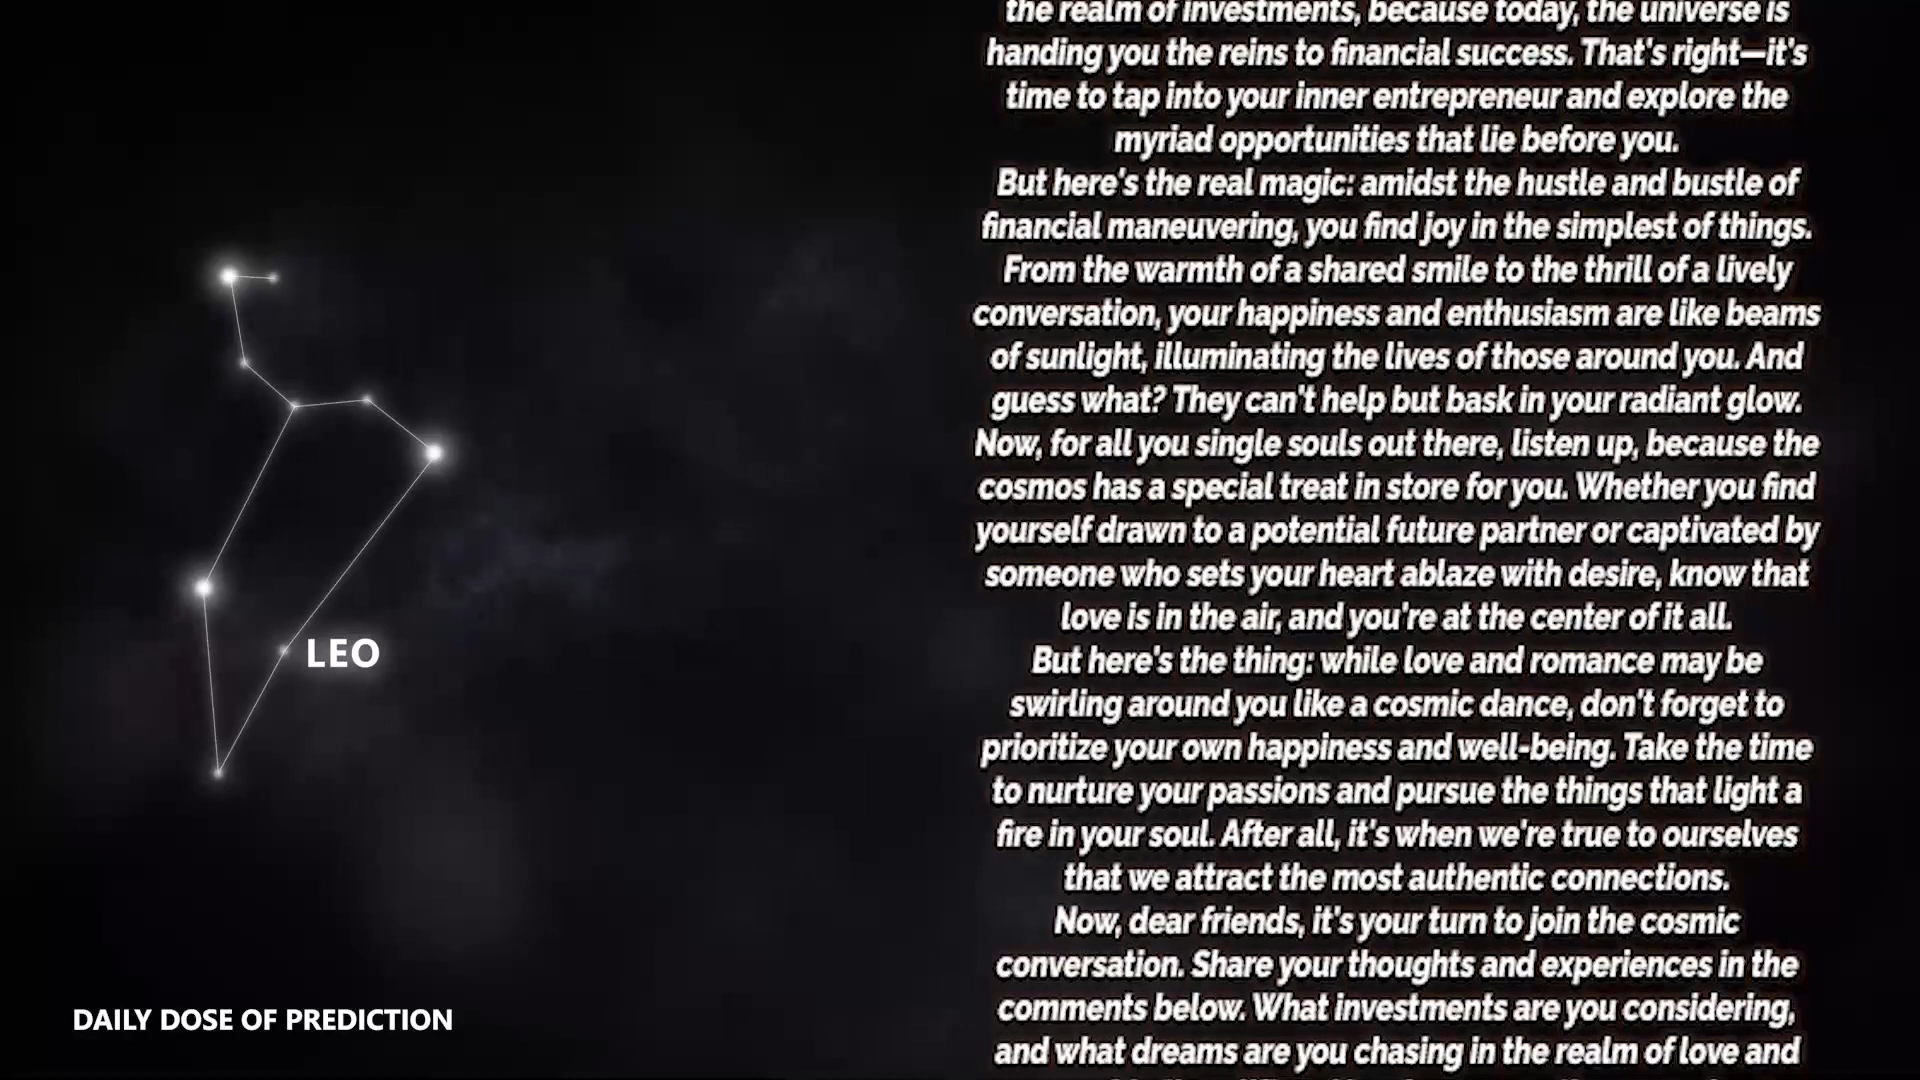 the realm of investments, because today, the universe is
handing you the reins to financial success. That's right—it's
time to tap into your inner entrepreneur and explore the
myriad opportunities that lie before you.
But here's the real magic: amidst the hustle and bustle of
financial maneuvering, you find joy in the simplest of things.
From the warmth of a shared smile to the thrill of a lively
conversation, your happiness and enthusiasm are like beams
of sunlight, illuminating the lives of those around you. And
guess what? They can't help but bask in your radiant glow.
Now, for all you single souls out there, listen up, because the
cosmos has a special treat in store for you. Whether you find
yourself drawn to a potential future partner or captivated by
someone who sets your heart ablaze with desire, know that
love is in the air, and you're at the center of it all.
But here's the thing: while love and romance may be
swirling around you like a cosmic dance, don't forget to
prioritize your own happiness and well-being. Take the time
to nurture your passions and pursue the things that light a
fire in your soul. After all, it's when we're true to ourselves
that we attract the most authentic connections.
Now, dear friends, it's your turn to join the cosmic
conversation. Share your thoughts and experiences in the
comments below. What investments are you considering,
and what dreams are you chasing in the realm of love and
LEO
DAILY DOSE OF PREDICTION